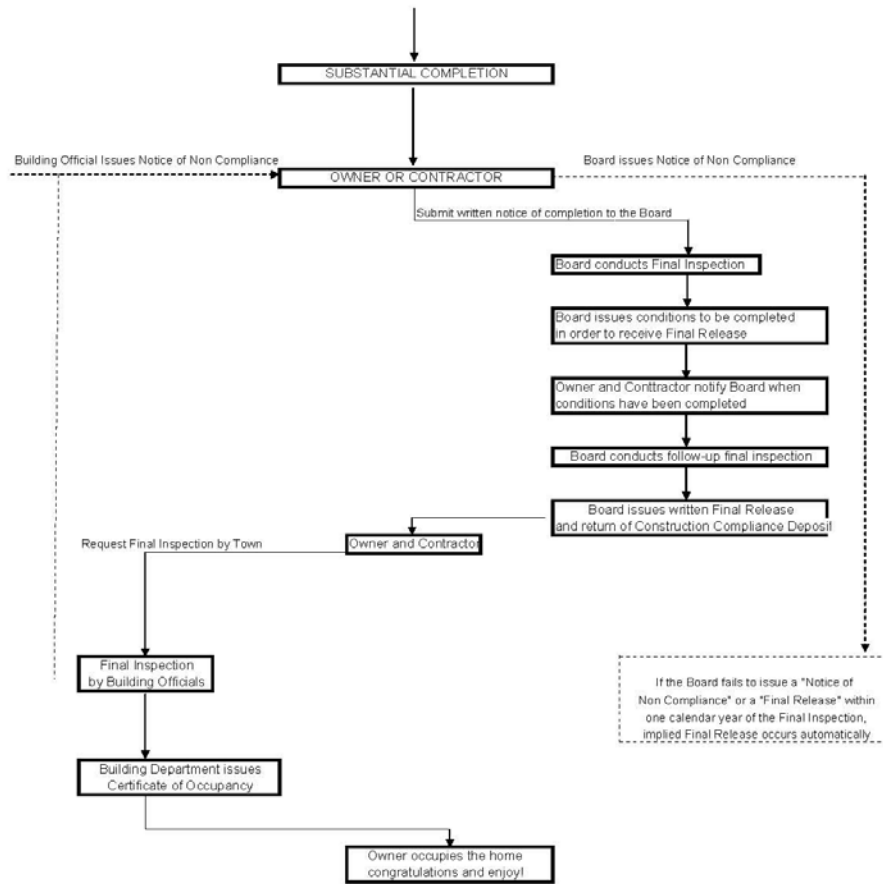 SUBSTANTIAL COMPLETION
Building Official Issues Notice of Non Compliance
Board issues Notice of Non Compliance
OWNER OR CONTRACTOR
Submit written notice of completion to the Board
Board conducts Final Inspection
Board issues conditions to be completed
in order to receive Final Release
Owner and Conttractor notify Board when
conditions have been completed
Board conducts follow-up final inspection
Board issues written Final Release
and return of Construction Compliance Deposit
Request Final Inspection by Town
Owner and Contractor
Final Inspection
by Building Officials
If the Board fails to issue a "Notice of
Non Compliance" or a "Final Release" within
one calendar year of the Final Inspection,
implied Final Release occurs automatically
Building Department issues
Certificate of Occupancy
Owner occupies the home
congratulations and enjoy!